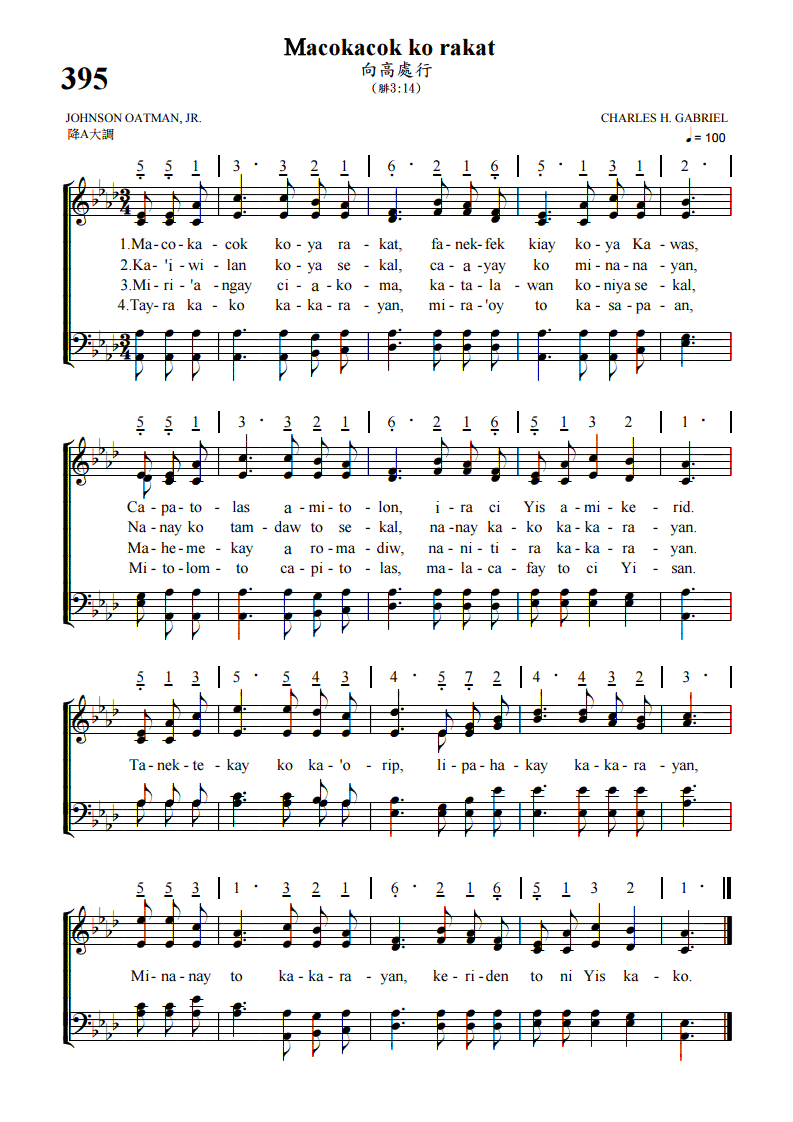 Macokacok ko rakat
395
向高處行
(腓3:14)
JOHNSON OATMAN, JR.
CHARLES H. GABRIEL
降A大調
♩ = 100
5 5 1 3 · 3 2 1 6 · 2 1 6 5 · 1 3 1 2 ·
1.Ma-co-ka-cok ko-ya ra-kat, fa-nek-fek kiay ko-ya Ka-was,
2.Ka-'i-wi-lan ko-ya se-kal, ca-a-yay ko mi-na-na-yan,
3.Mi-ri-'a-ngay ci-a-ko-ma, ka-ta-la-wan ko-niya se-kal,
4.Tay-ra ka-ko ka-ka-ra-yan, mi-ra-'oy to ka-sa-pa-an,
5 5 1 3 · 3 2 1 6 · 2 1 6 5 1 3 2 1 ·
Ca-pa-to-las a-mi-to-lon, i-ra ci Yis a-mi-ke-rid.
Na-nay ko tam-daw to se-kal, na-nay ka-ko ka-ka-ra-yan.
Ma-he-me-kay a ro-ma-diw, na-ni-ti-ra ka-ka-ra-yan.
Mi-to-lom-to ca-pi-to-las, ma-la-ca-fay to ci Yi-san.
5 1 3 5 · 5 4 3 4 · 5 7 2 4 · 4 3 2 3 ·
Ta-nek-te-kay ko ka-'o-rip, li-pa-ha-kay ka-ka-ra-yan,
5 5 3 1 · 3 2 1 6 · 2 1 6 5 1 3 2 1 ·
Mi-na-nay to ka-ka-ra-yan, ke-ri-den to ni Yis ka-ko.